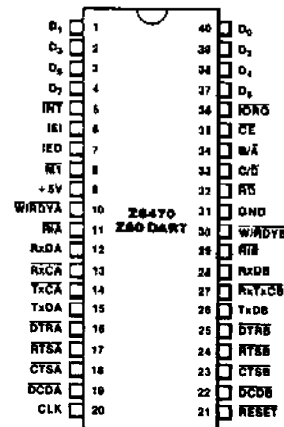 D₁ 1 40 D₀
D₃ 2 39 D₂
D₅ 3 38 D₄
D₇ 4 37 D₆
INT 5 36 IORQ
IEI 6 35 CE
IEO 7 34 B/A
M1 8 33 C/D
+5V 9 32 RD
W/RDYA 10 31 GND
RIA 11 30 W/RDYB
RxDA 12 29 RIB
RxCA 13 28 RxDB
TxCA 14 27 RxTxCB
TxDA 15 26 TxDB
DTRA 16 25 DTRB
RTSA 17 24 RTSB
CTSA 18 23 CTSB
DCDA 19 22 DCDB
CLK 20 21 RESET
Z8470
Z80 DART